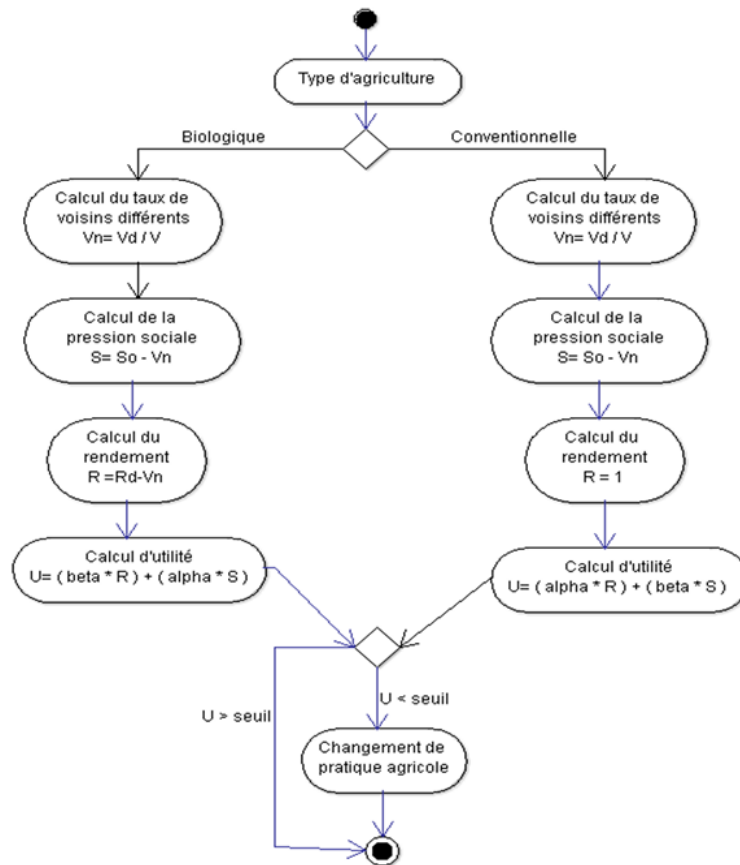 Type d'agriculture
Biologique
Conventionnelle
Calcul du taux de
voisins différents
Vn= Vd / V
Calcul du taux de
voisins différents
Vn= Vd / V
Calcul de la
pression sociale
S= So - Vn
Calcul de la
pression sociale
S= So - Vn
Calcul du
rendement
R =Rd-Vn
Calcul du
rendement
R = 1
Calcul d'utilité
U= ( beta * R ) + ( alpha * S )
Calcul d'utilité
U= ( alpha * R ) + ( beta * S )
U > seuil
U < seuil
Changement de
pratique agricole